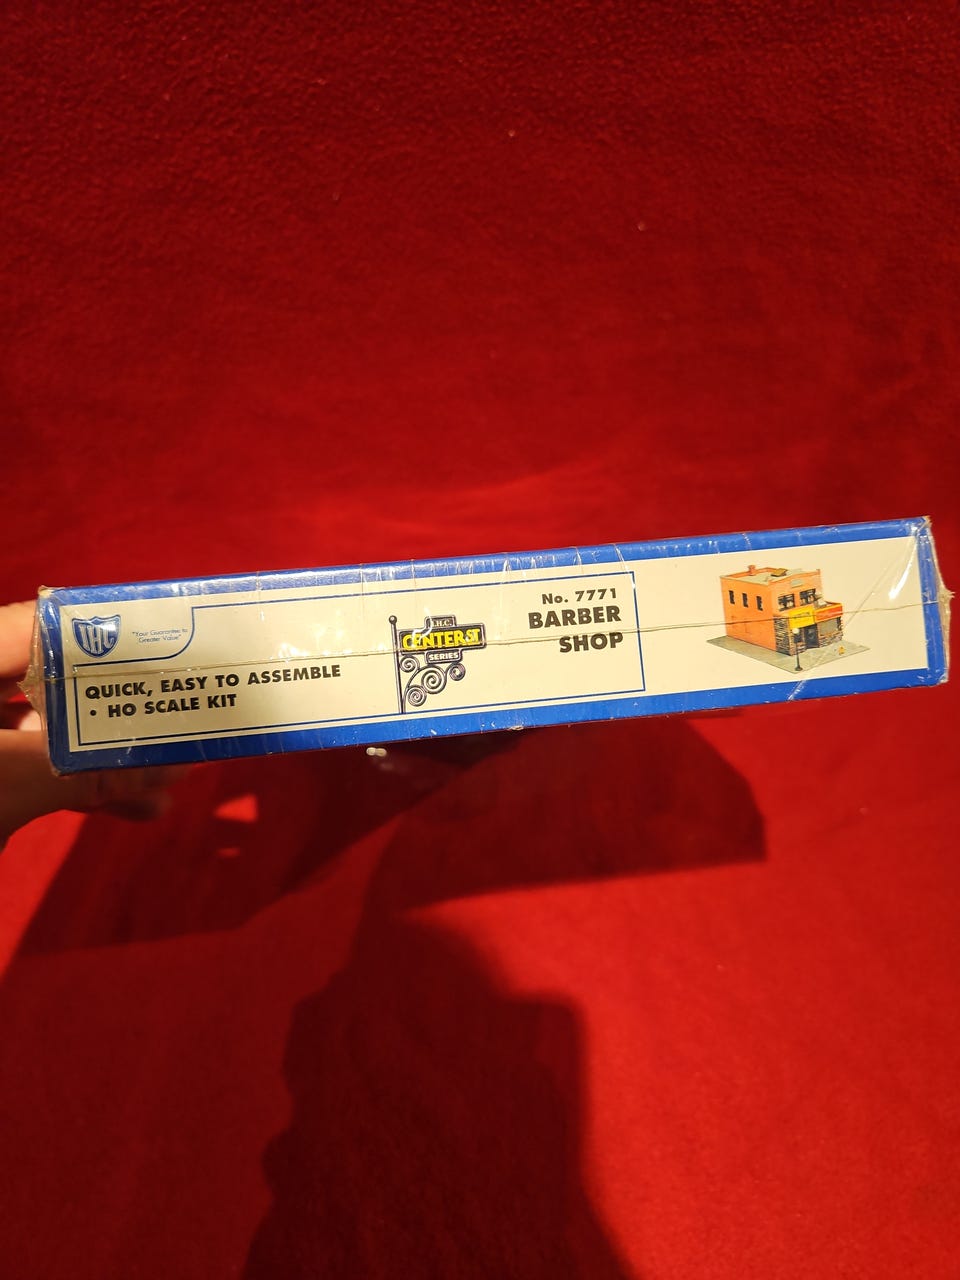 IHC
"Your Guarantee to
Greater Value"
QUICK, EASY TO ASSEMBLE
• HO SCALE KIT
I.H.C.
CENTER ST
SERIES
No. 7771
BARBER
SHOP